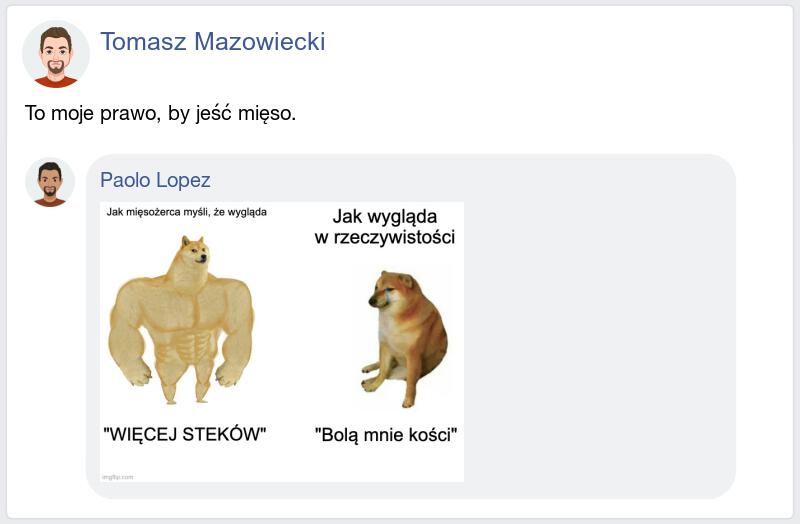 Tomasz Mazowiecki
To moje prawo, by jeść mięso.
Paolo Lopez
Jak mięsożerca myśli, że wygląda
Jak wygląda
w rzeczywistości
"WIĘCEJ STEKÓW"
"Bolą mnie kości"
imgflip.com